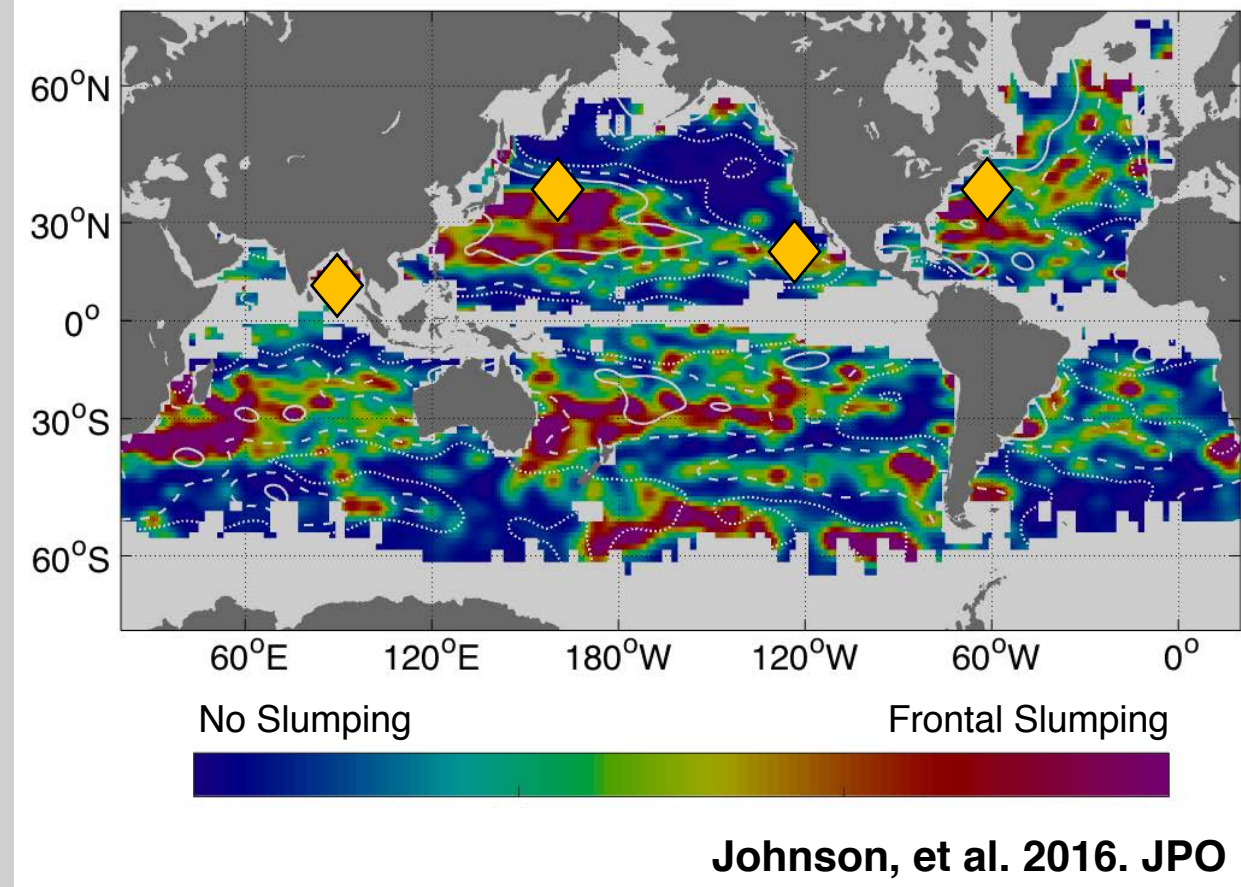 60°N
30°N
0°
30°S
60°S
60°E 120°E 180°W 120°W 60°W 0°
No Slumping Frontal Slumping
Johnson, et al. 2016. JPO